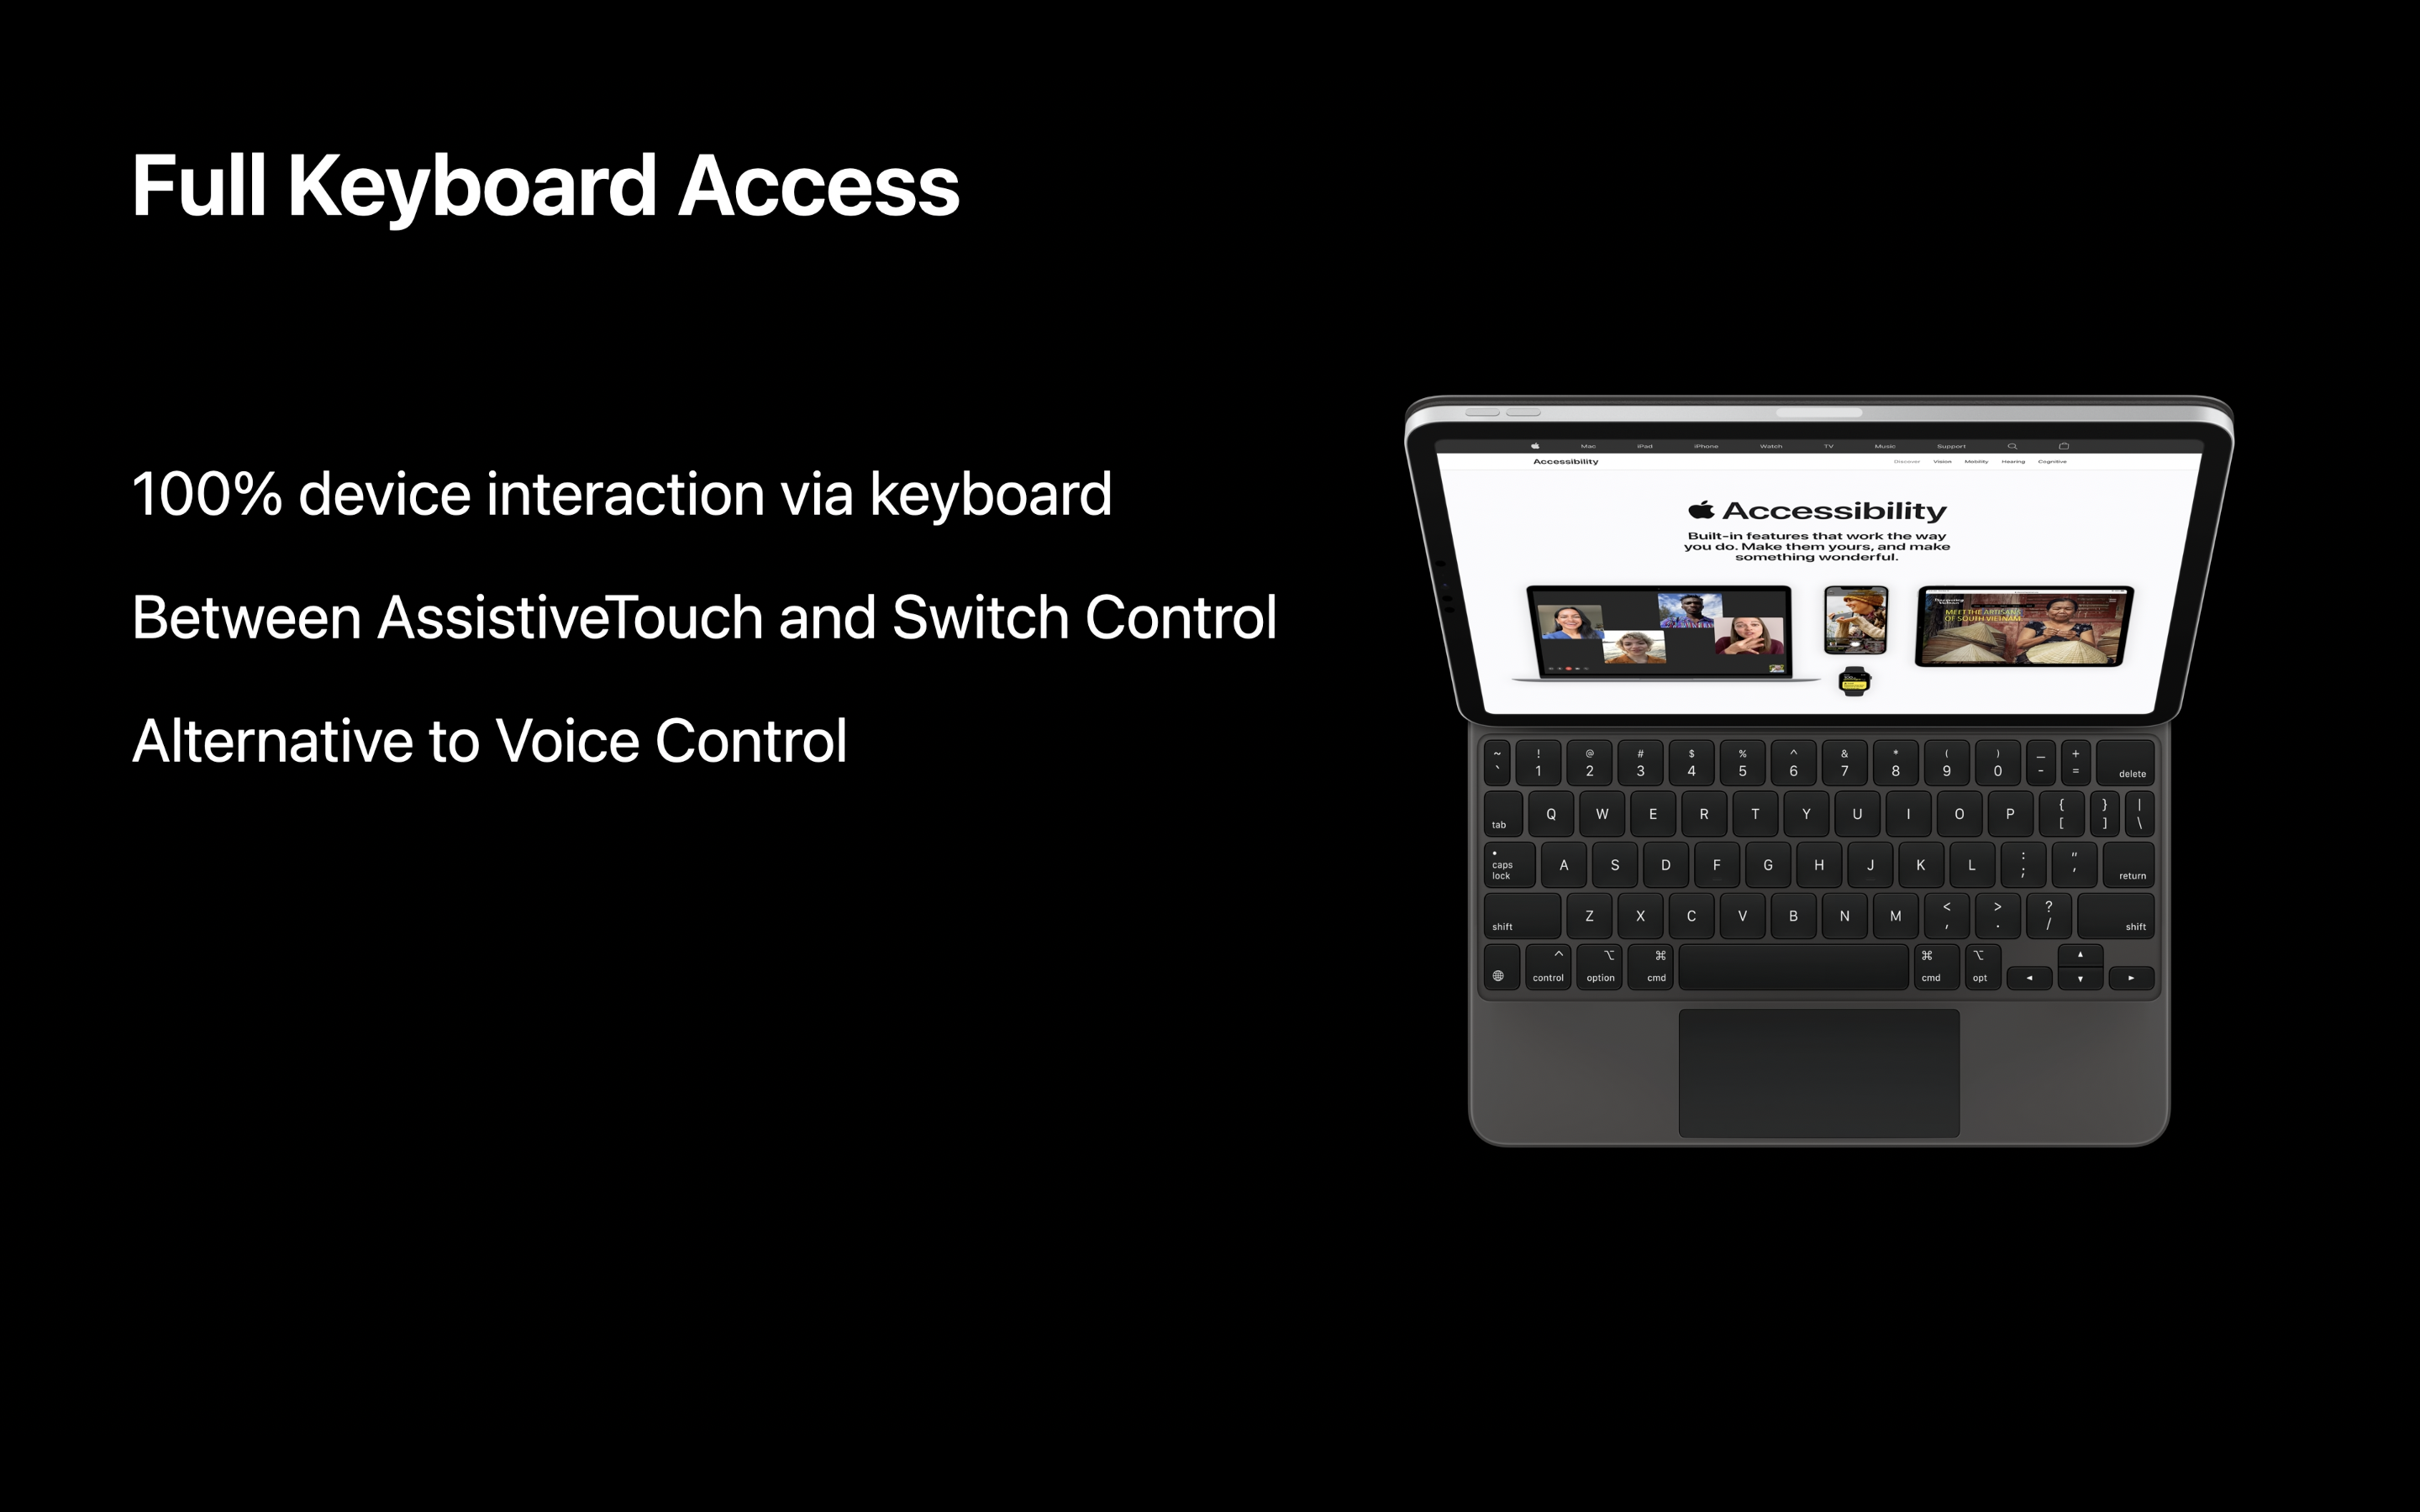 Full Keyboard Access
100% device interaction via keyboard
Between AssistiveTouch and Switch Control
Alternative to Voice Control
Mac iPad iPhone Watch TV Music Support
Accessibility Discover Vision Mobility Hearing Cognitive
Accessibility
Built-in features that work the way
you do. Make them yours, and make
something wonderful.
MEET THE ARTISANS
OF SOUTH VIETNAM
~ ! @ # $ % ^ & * ( ) _ +
` 1 2 3 4 5 6 7 8 9 0 - = delete
tab Q W E R T Y U I O P { [ } ] | \
caps lock A S D F G H J K L : ; " ' return
shift Z X C V B N M < , > . ? / shift
^ control ⌥ option ⌘ cmd ⌘ cmd ⌥ opt ◀ ▲ ▼ ▶